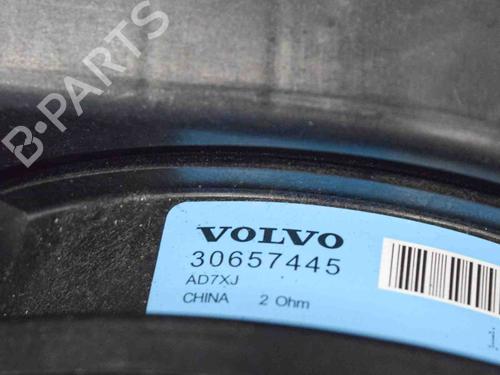 B-PARTS
VOLVO
30657445
AD7XJ
CHINA 2 Ohm